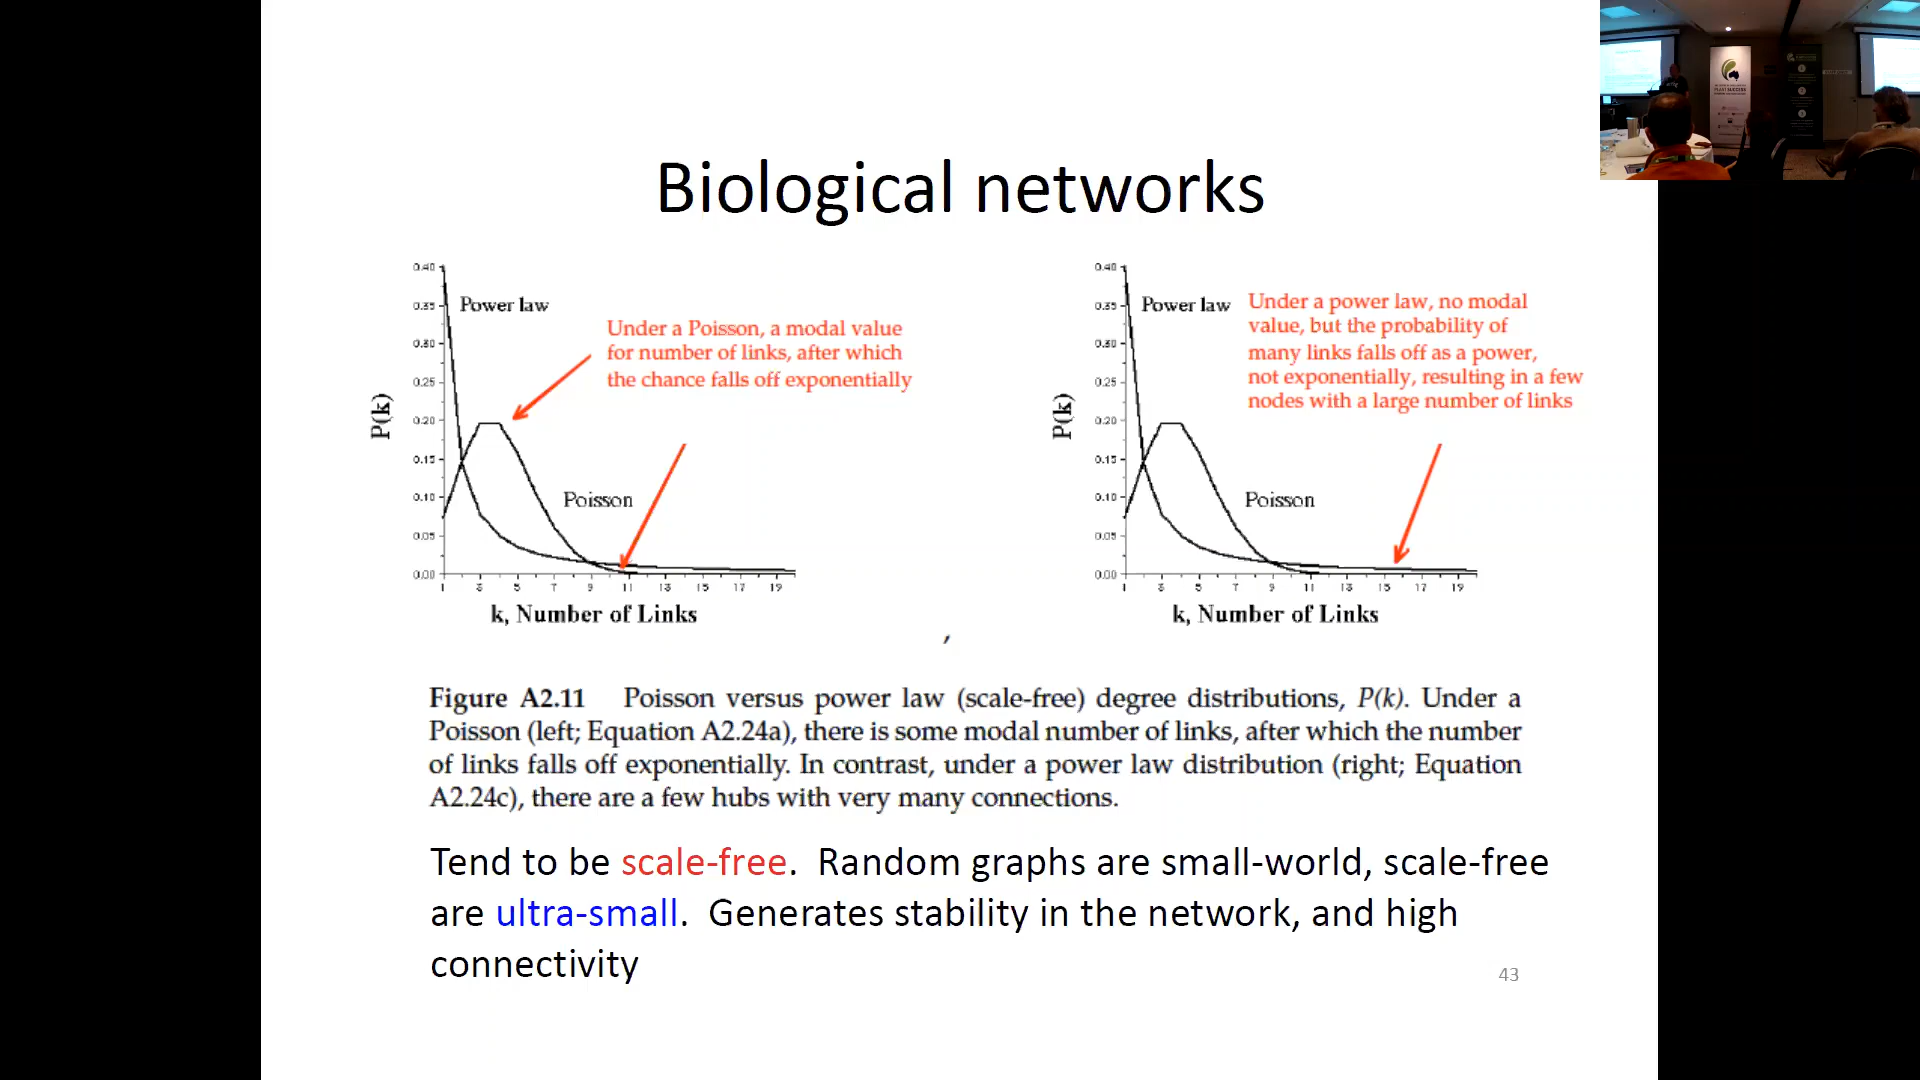 Biological networks
0.40
0.35
0.30
0.25
0.20
0.15
0.10
0.05
0.00
P(k)
Power law
Under a Poisson, a modal value
for number of links, after which
the chance falls off exponentially
Poisson
1 3 5 7 9 11 13 15 17 19
k, Number of Links
0.40
0.35
0.30
0.25
0.20
0.15
0.10
0.05
0.00
P(k)
Power law
Under a power law, no modal
value, but the probability of
many links falls off as a power,
not exponentially, resulting in a few
nodes with a large number of links
Poisson
1 3 5 7 9 11 13 15 17 19
k, Number of Links
,
Figure A2.11 Poisson versus power law (scale-free) degree distributions, P(k). Under a
Poisson (left; Equation A2.24a), there is some modal number of links, after which the number
of links falls off exponentially. In contrast, under a power law distribution (right; Equation
A2.24c), there are a few hubs with very many connections.
Tend to be scale-free. Random graphs are small-world, scale-free
are ultra-small. Generates stability in the network, and high
connectivity
43